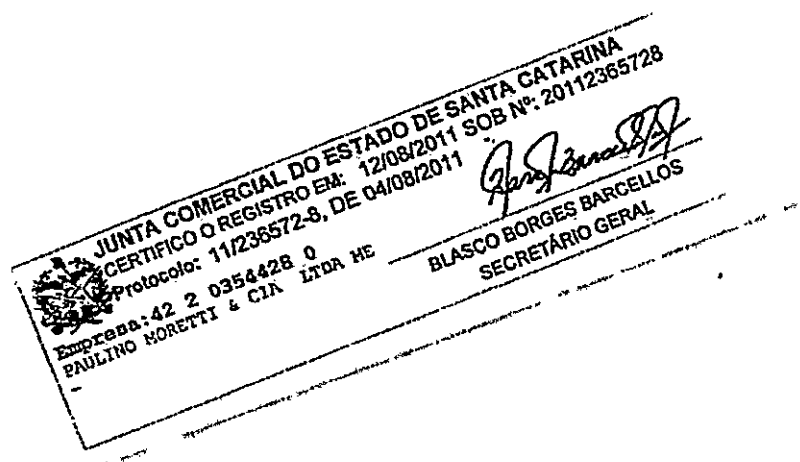 JUNTA COMERCIAL DO ESTADO DE SANTA CATARINA
CERTIFICO O REGISTRO EM: 12/08/2011 SOB Nº: 20112365728
Protocolo: 11/236572-8, DE 04/08/2011
Empresa:42 2 0354428 0
PAULINO MORETTI & CIA LTDA ME
BLASCO BORGES BARCELLOS
SECRETÁRIO GERAL